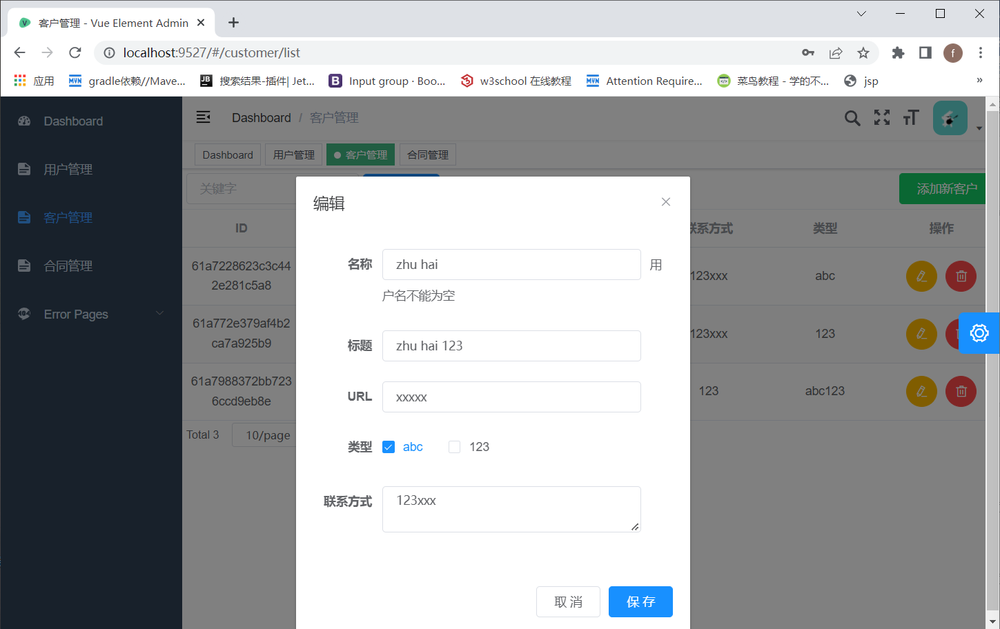 客户管理 - Vue Element Admin
localhost:9527/#/customer/list
f
应用
gradle依赖//Mave...
搜索结果-插件| Jet...
Input group · Boo...
w3school 在线教程
Attention Require...
菜鸟教程 - 学的不...
jsp
»
Dashboard
用户管理
客户管理
合同管理
404 Error Pages
Dashboard / 客户管理
Dashboard
用户管理
客户管理
合同管理
关键字
添加新客户
ID
联系方式
类型
操作
61a7228623c3c44
2e281c5a8
123xxx
abc
61a772e379af4b2
ca7a925b9
123xxx
123
61a7988372bb723
6ccd9eb8e
123
abc123
Total 3
10/page
编辑
名称
zhu hai
用
户名不能为空
标题
zhu hai 123
URL
xxxxx
类型
abc
123
联系方式
123xxx
取 消
保 存